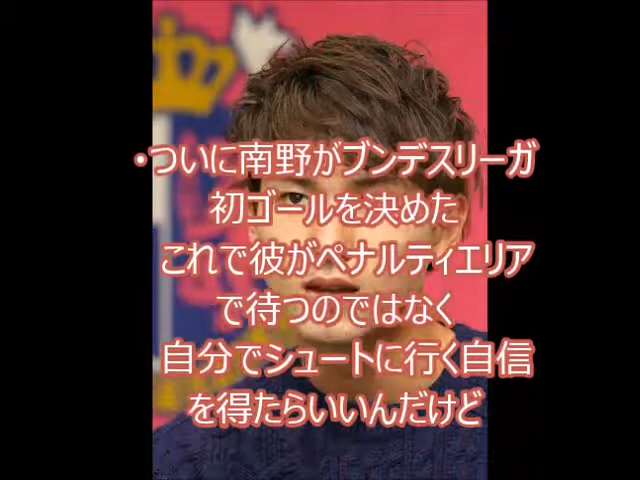 ・ついに南野がブンデスリーガ
初ゴールを決めた
これで彼がペナルティエリア
で待つのではなく
自分でシュートに行く自信
を得たらいいんだけど